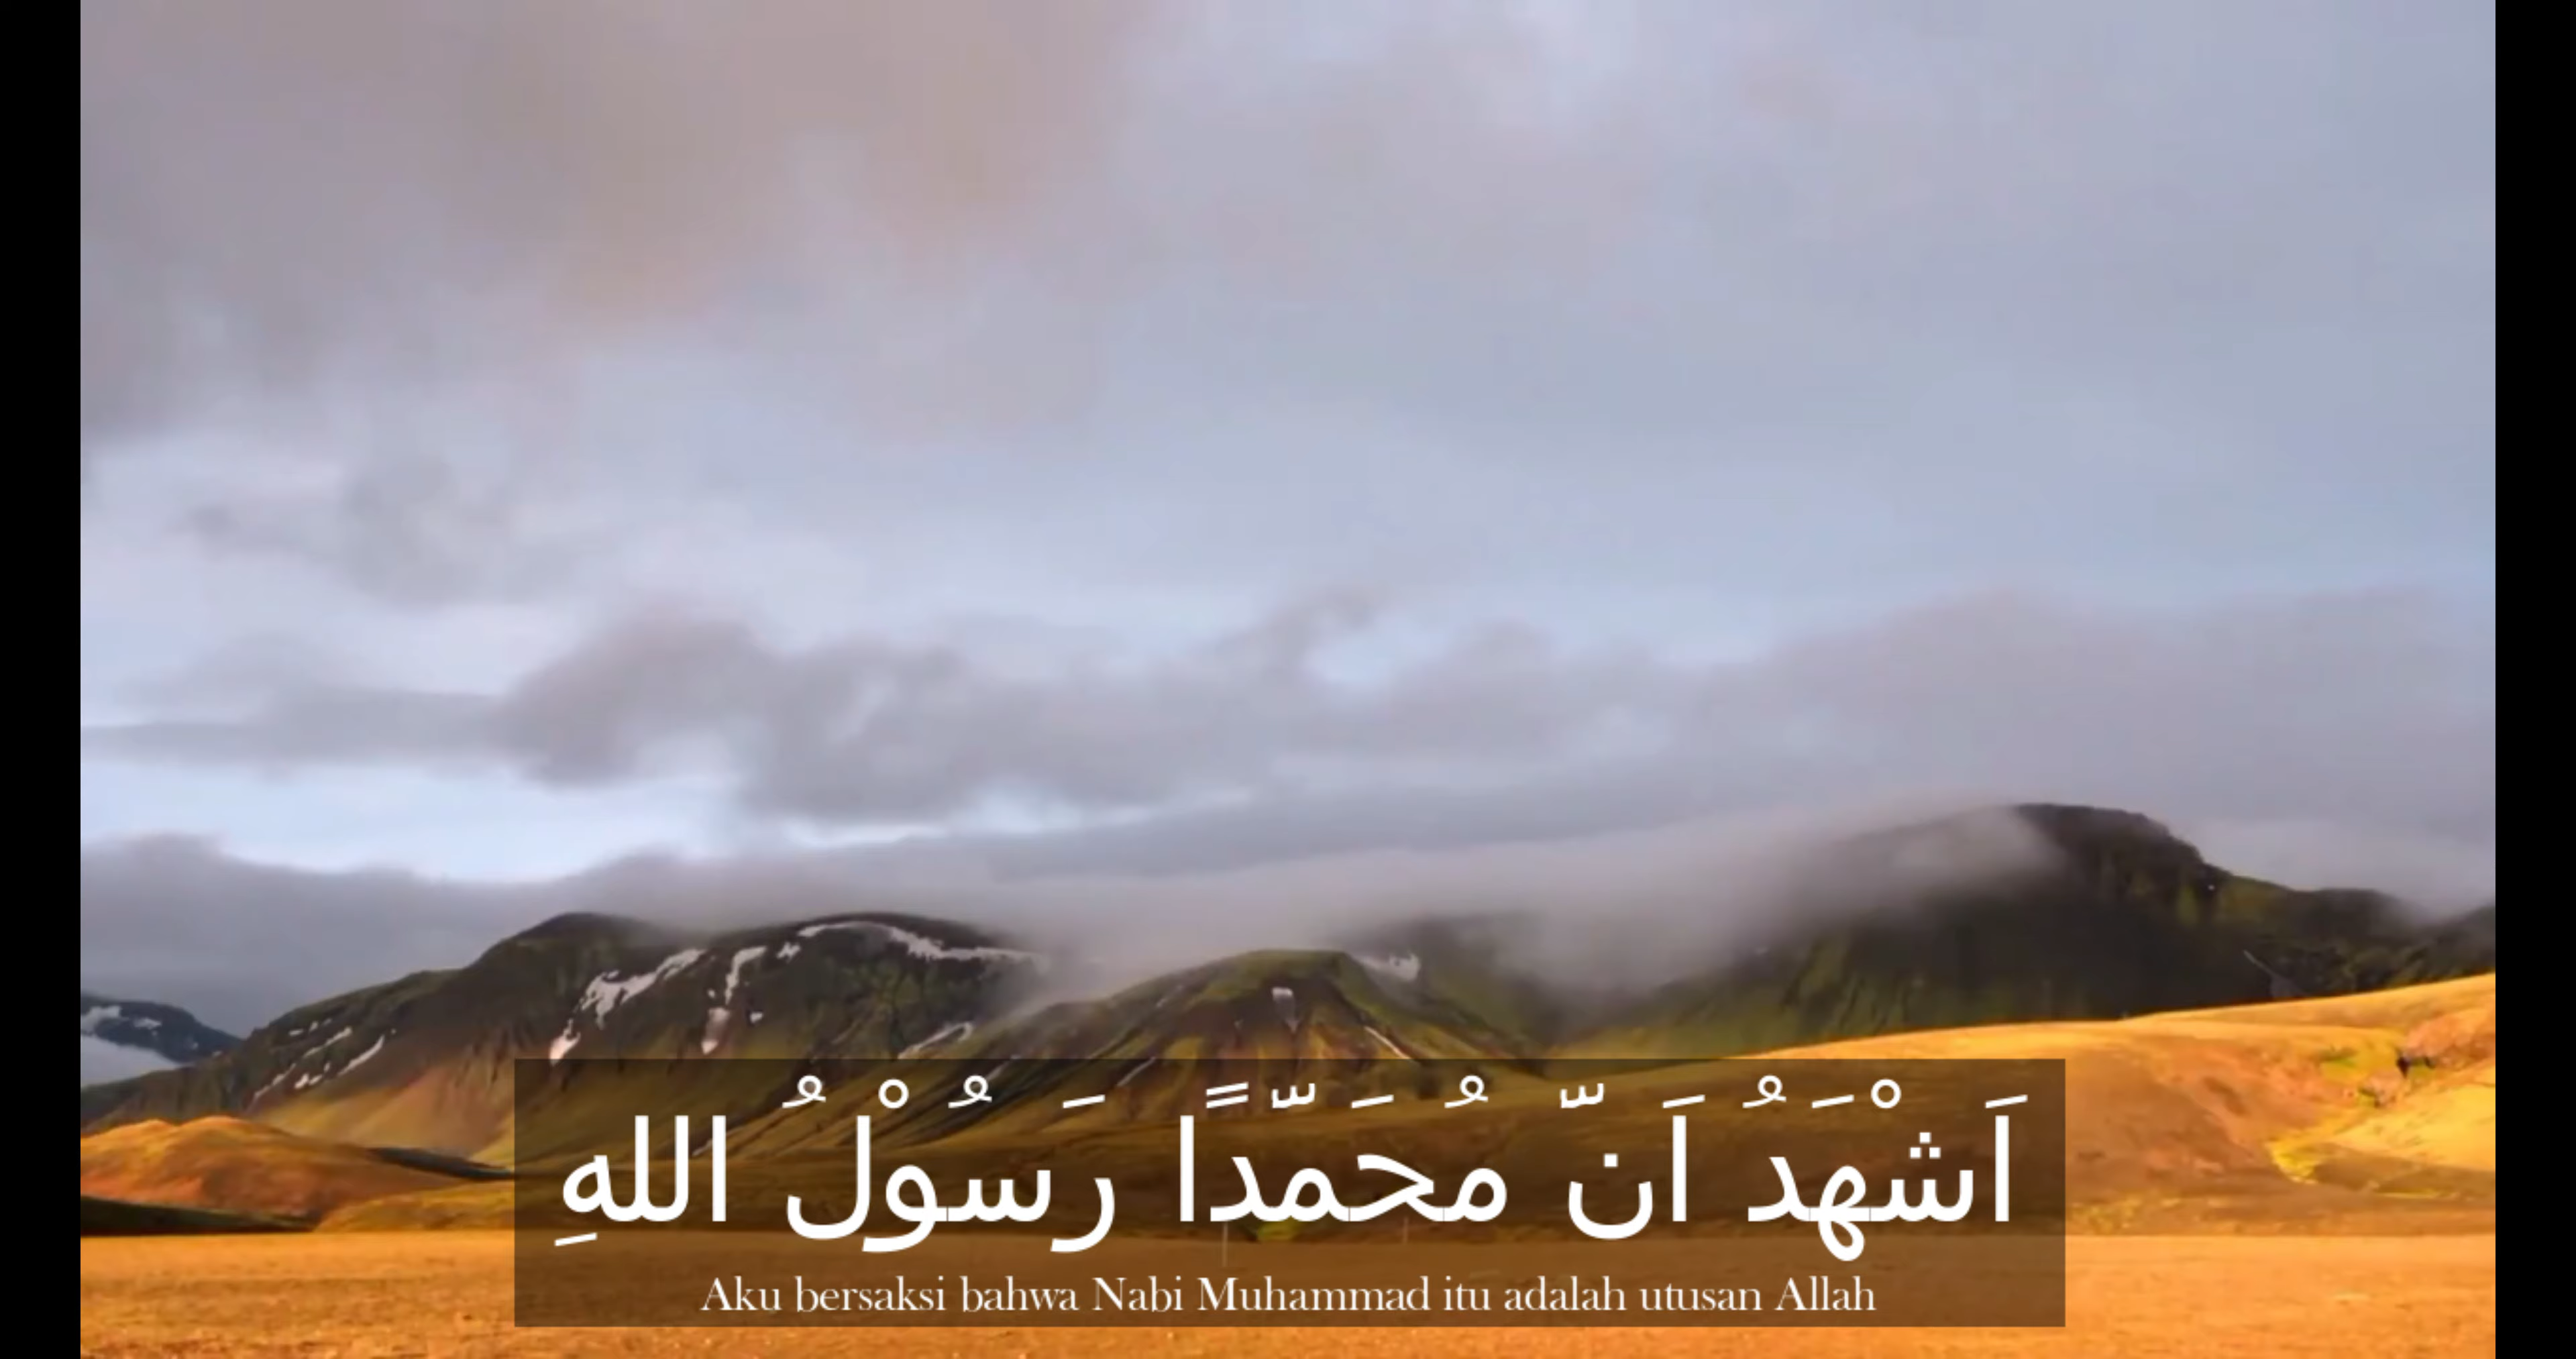 اَشْهَدُ اَنّ مُحَمّدًا رَسُوْلُ اللهِ
Aku bersaksi bahwa Nabi Muhammad itu adalah utusan Allah